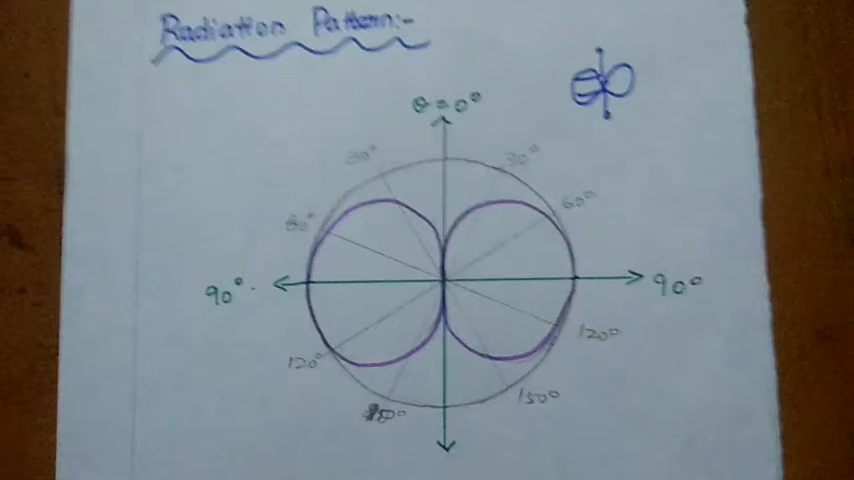 Radiation Pattern:-
θ = 0°
30° 30°
60° 60°
90° 90°
120° 120°
150°